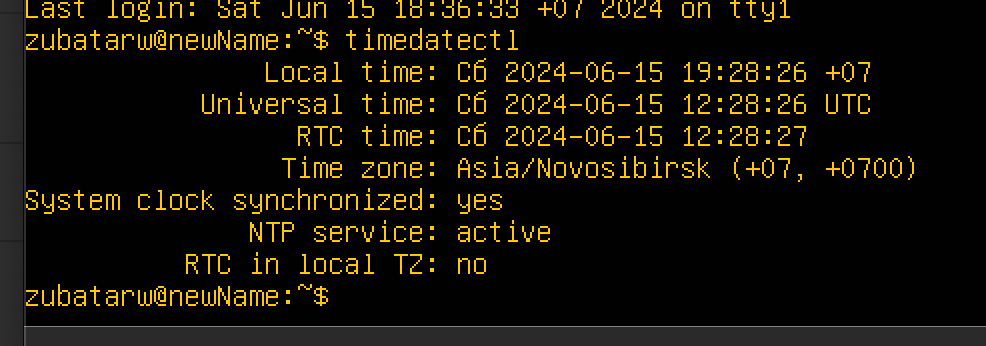 Last login: Sat Jun 15 18:36:33 +07 2024 on tty1
zubatarw@newName:~$ timedatectl
Local time: Сб 2024-06-15 19:28:26 +07
Universal time: Сб 2024-06-15 12:28:26 UTC
RTC time: Сб 2024-06-15 12:28:27
Time zone: Asia/Novosibirsk (+07, +0700)
System clock synchronized: yes
NTP service: active
RTC in local TZ: no
zubatarw@newName:~$